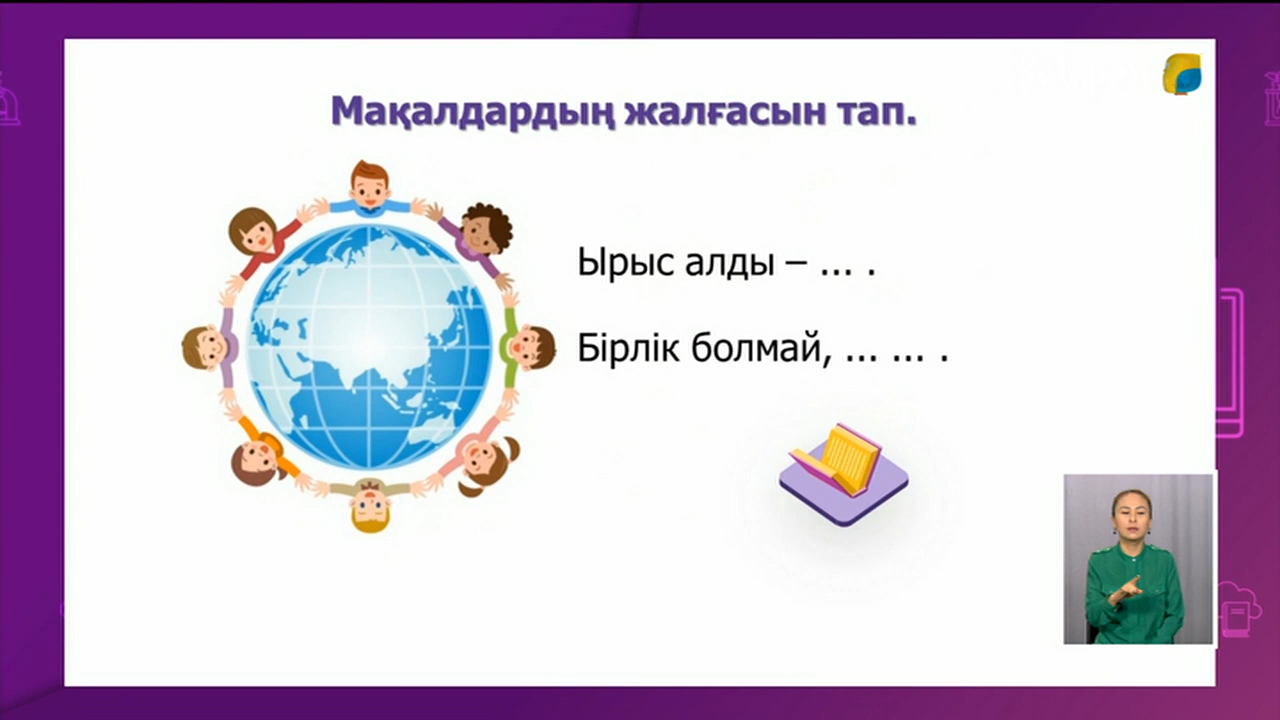 Мақалдардың жалғасын тап.
Ырыс алды – ... .
Бірлік болмай, ... ... .